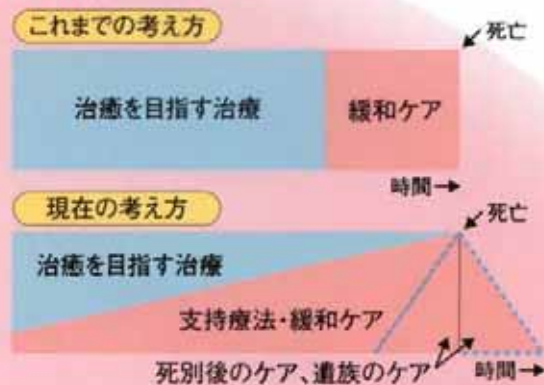 これまでの考え方
死亡
治癒を目指す治療
緩和ケア
時間→
現在の考え方
死亡
治癒を目指す治療
支持療法・緩和ケア
死別後のケア、遺族のケア
時間→